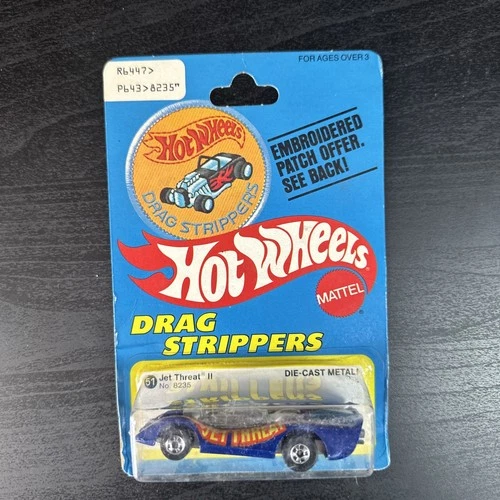 R6447>
P643>8235"
FOR AGES OVER 3
Hot Wheels
DRAG STRIPPERS
EMBROIDERED
PATCH OFFER.
SEE BACK!
Hot Wheels
MATTEL
DRAG
STRIPPERS
51 Jet Threat® II
No. 8235
DIE-CAST METAL!
JET THREAT